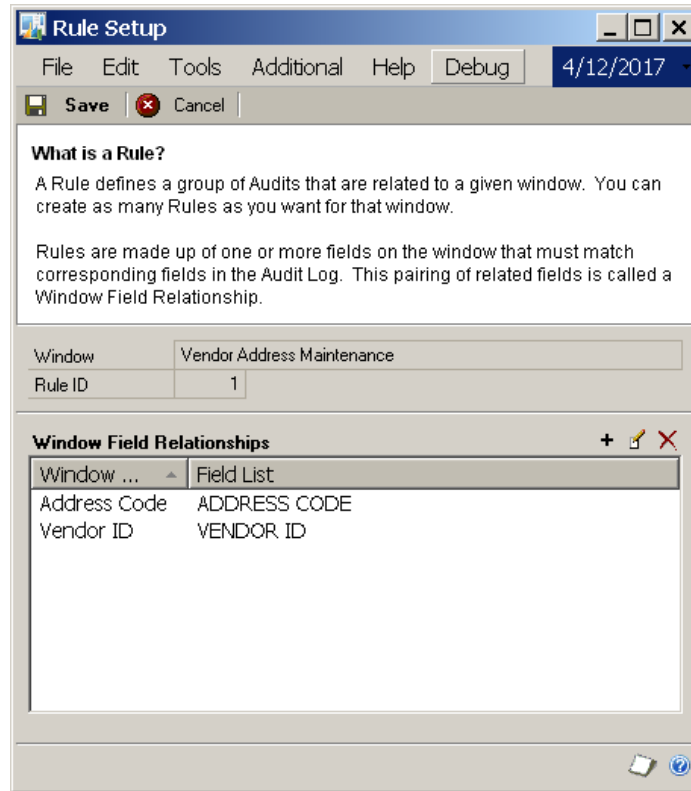 Rule Setup
File Edit Tools Additional Help Debug 4/12/2017
Save Cancel
What is a Rule?
A Rule defines a group of Audits that are related to a given window. You can
create as many Rules as you want for that window.
Rules are made up of one or more fields on the window that must match
corresponding fields in the Audit Log. This pairing of related fields is called a
Window Field Relationship.
Window Vendor Address Maintenance
Rule ID 1
Window Field Relationships
Window ... Field List
Address Code ADDRESS CODE
Vendor ID VENDOR ID